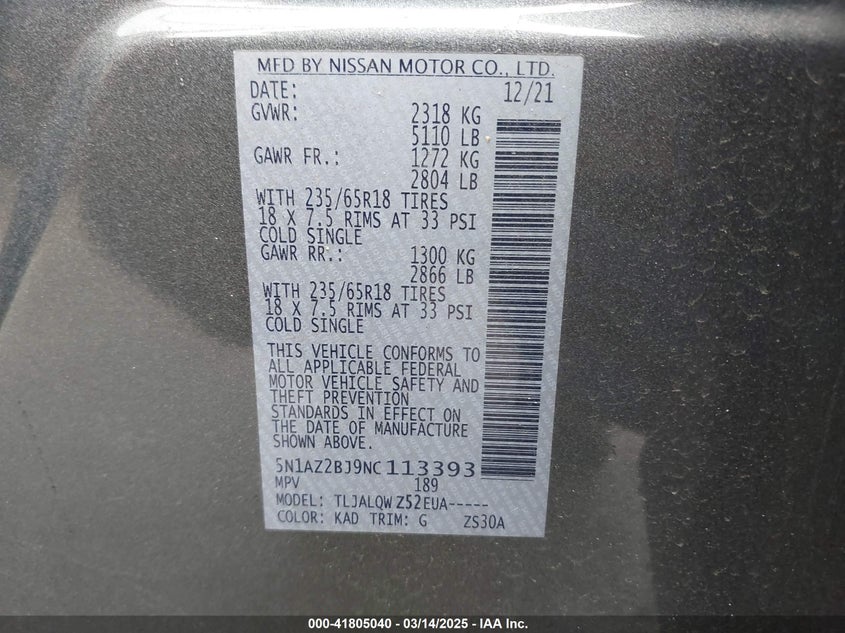 MFD BY NISSAN MOTOR CO., LTD.
DATE: 12/21
GVWR: 2318 KG
5110 LB
GAWR FR.: 1272 KG
2804 LB
WITH 235/65R18 TIRES
18 X 7.5 RIMS AT 33 PSI
COLD SINGLE
GAWR RR.: 1300 KG
2866 LB
WITH 235/65R18 TIRES
18 X 7.5 RIMS AT 33 PSI
COLD SINGLE
THIS VEHICLE CONFORMS TO
ALL APPLICABLE FEDERAL
MOTOR VEHICLE SAFETY AND
THEFT PREVENTION
STANDARDS IN EFFECT ON
THE DATE OF MANUFACTURE
SHOWN ABOVE.
5N1AZ2BJ9NC113393
MPV 189
MODEL: TLJALQWZ52EUA-----
COLOR: KAD TRIM: G ZS30A
000-41805040 - 03/14/2025 - IAA Inc.